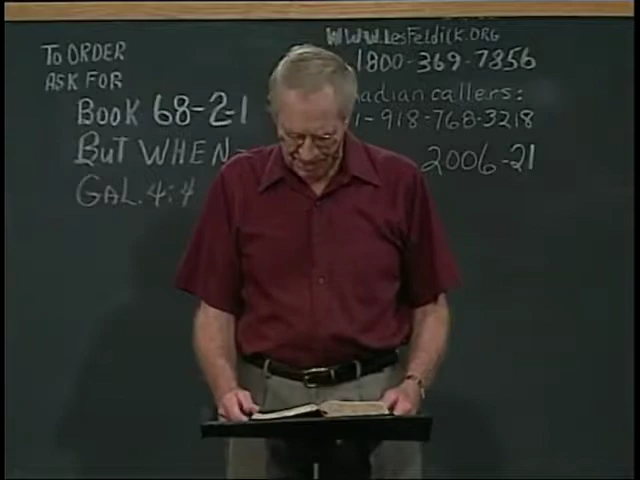 TO ORDER
ASK FOR
BOOK 68-2-1
BUT WHEN-
GAL. 4:4
WWW.LesFeldick.ORG
1800-369-7856
adian callers:
1-918-768-3218
2006-21